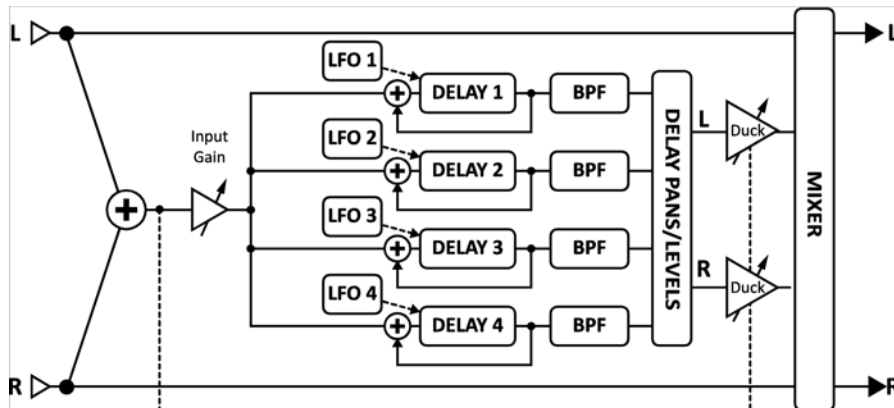 L
L
LFO 1
DELAY 1
BPF
Input
Gain
LFO 2
DELAY 2
BPF
LFO 3
DELAY 3
BPF
LFO 4
DELAY 4
BPF
DELAY PANS/LEVELS
L
Duck
R
Duck
MIXER
R
R